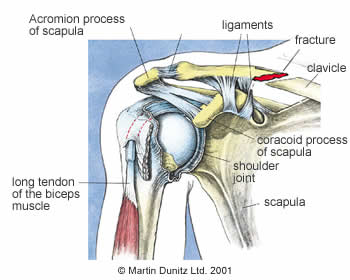 Acromion process
of scapula
ligaments
fracture
clavicle
coracoid process
of scapula
shoulder
joint
long tendon
of the biceps
muscle
scapula
© Martin Dunitz Ltd. 2001